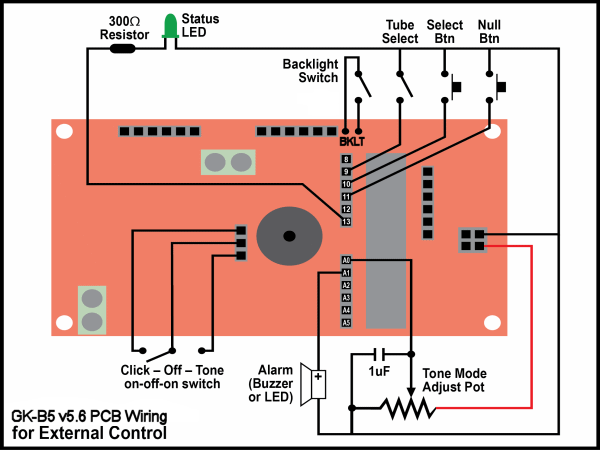 300Ω
Resistor
Status
LED
Tube
Select
Select
Btn
Null
Btn
Backlight
Switch
BKLT
8
9
10
11
12
13
A0
A1
A2
A3
A4
A5
Click – Off – Tone
on-off-on switch
Alarm
(Buzzer
or LED)
+
1uF
Tone Mode
Adjust Pot
GK-B5 v5.6 PCB Wiring
for External Control